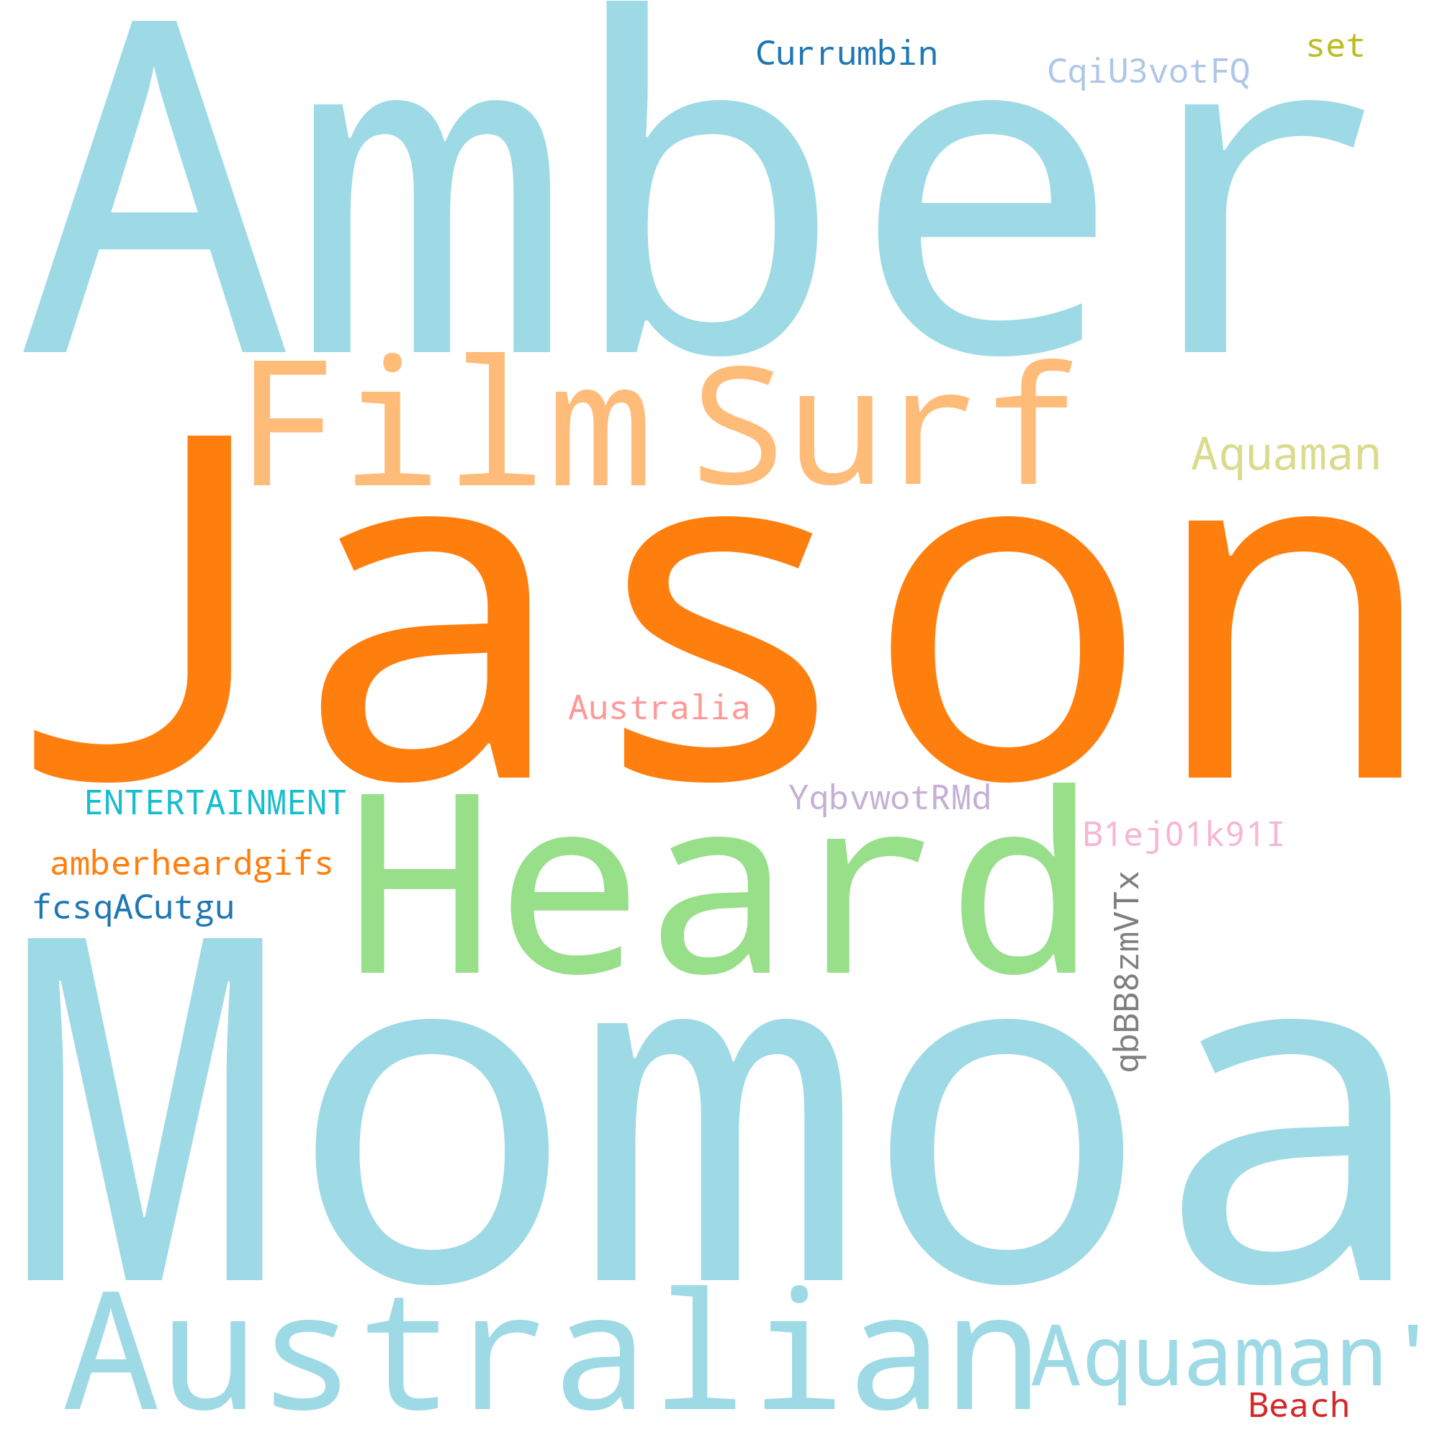 Currumbin
set
CqiU3votFQ
Amber
Film Surf
Aquaman
Jason
Australia
ENTERTAINMENT
YqbvwotRMd
B1ejO1k91I
amberheardgifs
Heard
fcsqACutgu
qbBB8zmVTx
Momoa
Australian
Aquaman'
Beach